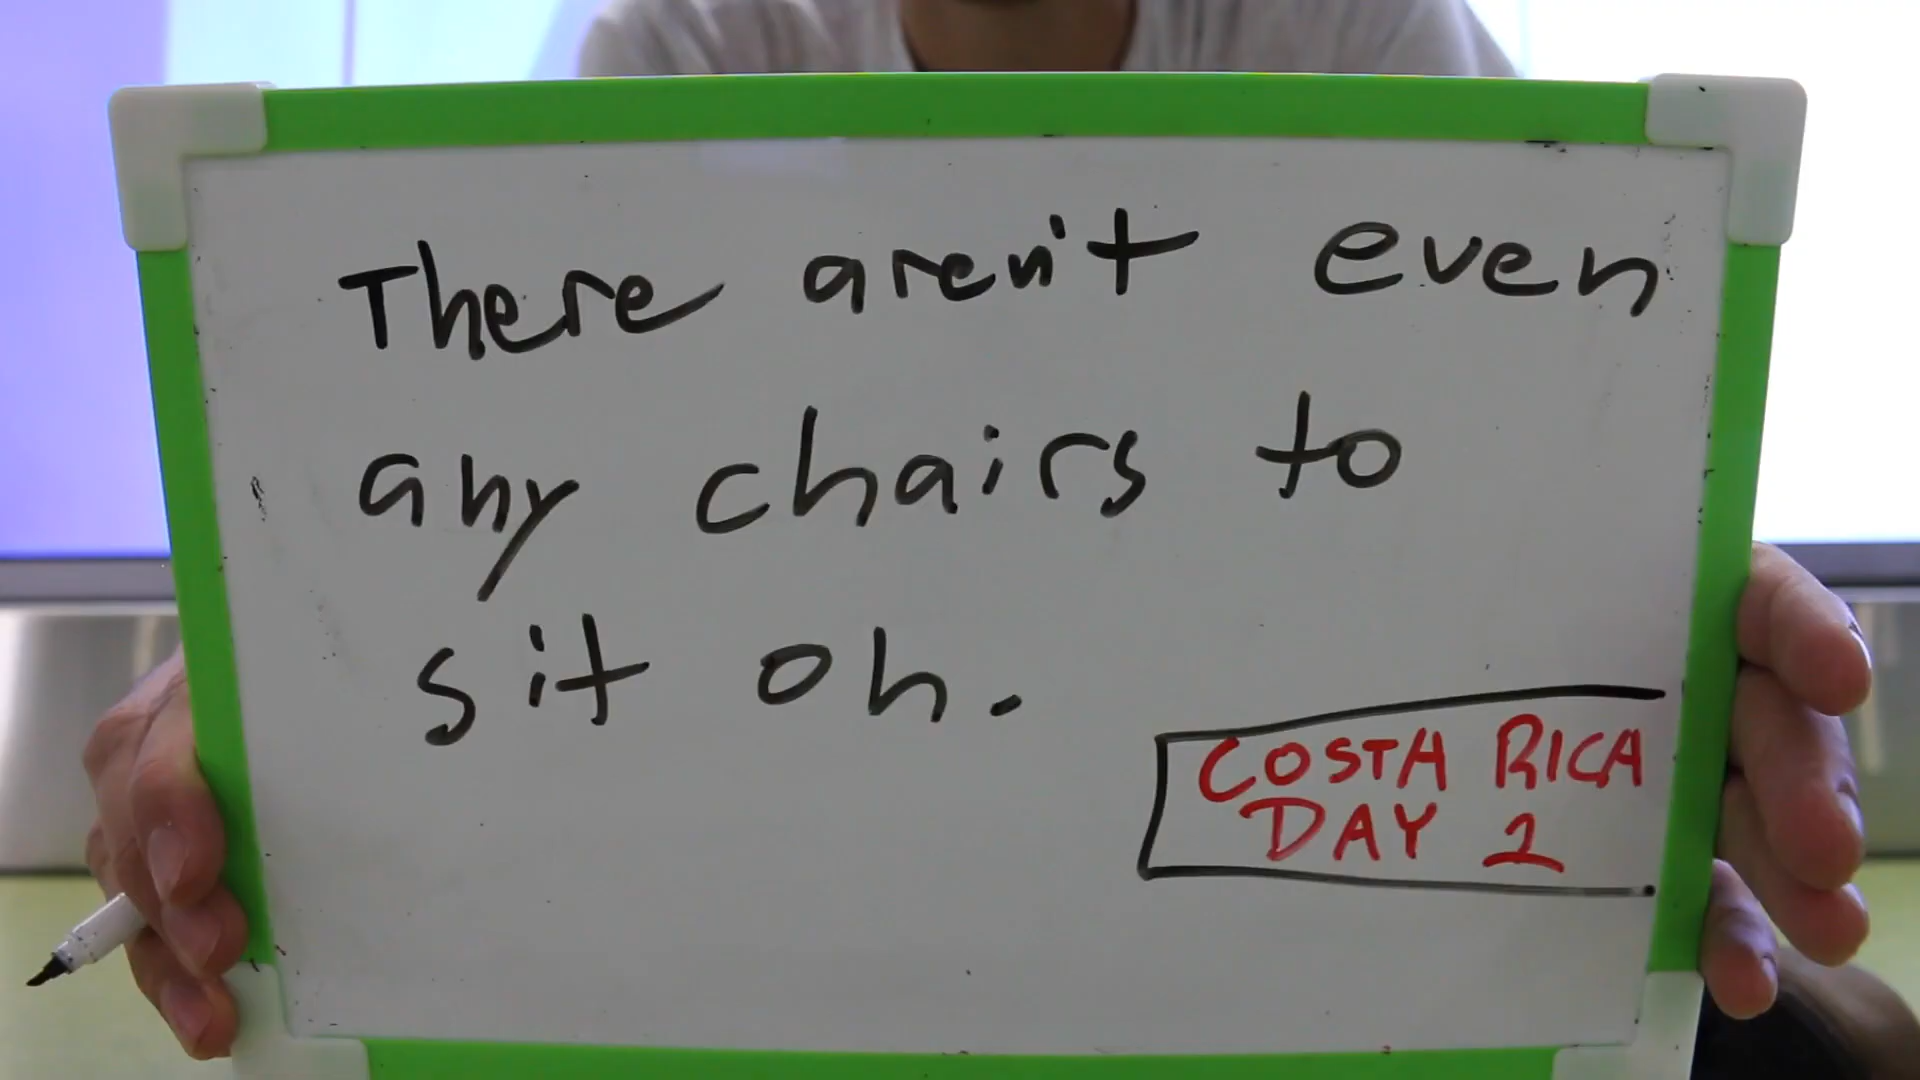 There aren't even
any chairs to
sit on.
COSTA RICA
DAY 2